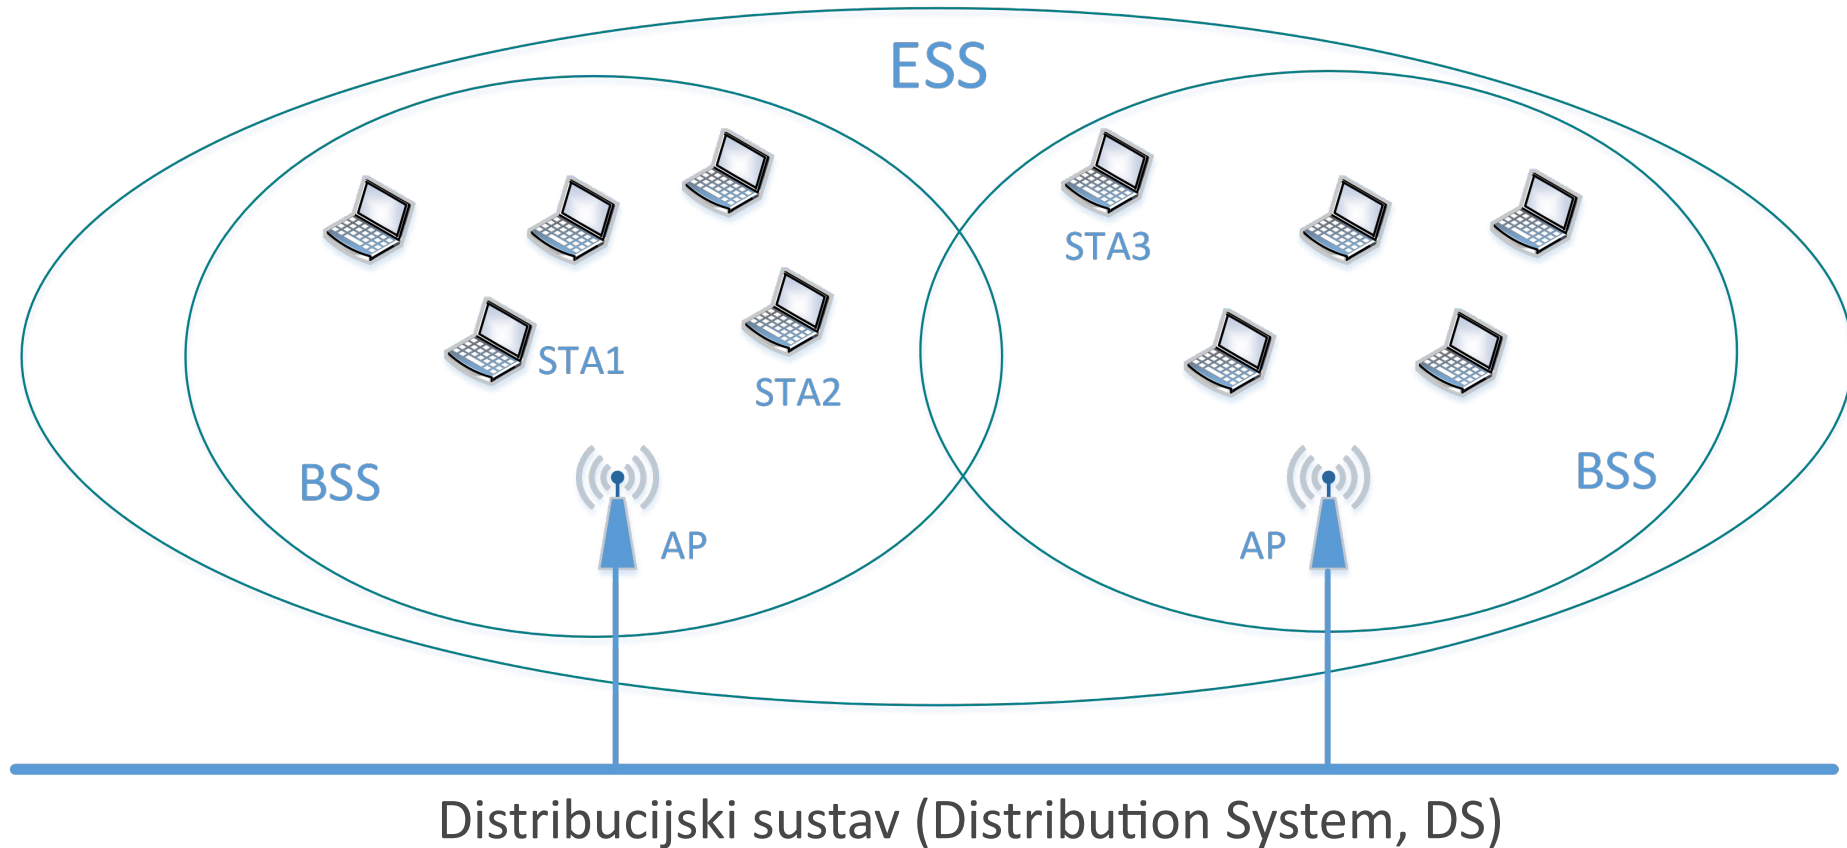 ESS
STA3
STA1
STA2
BSS
BSS
AP
AP
Distribucijski sustav (Distribution System, DS)